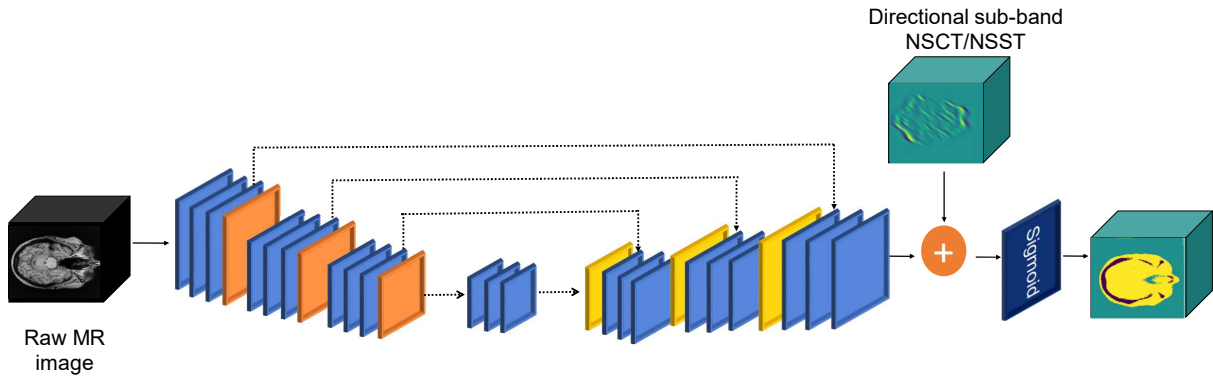 Directional sub-band
NSCT/NSST
Raw MR
image
+
Sigmoid